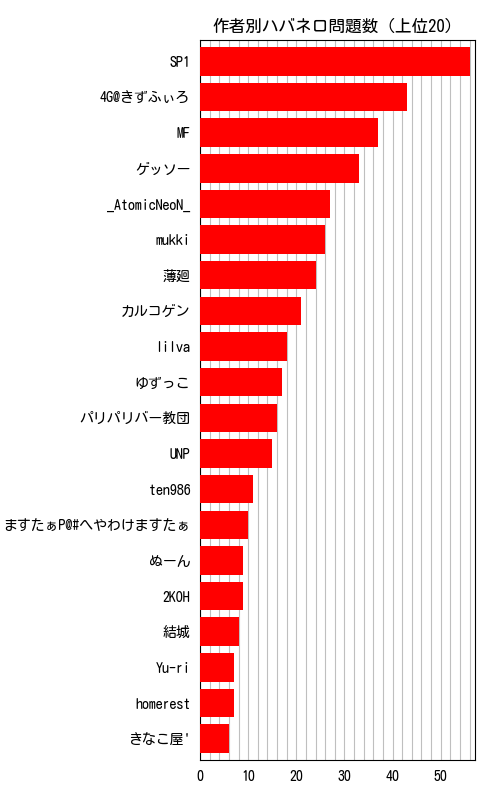 作者別ハバネロ問題数 (上位20)
SP1
4G@きずふぃろ
MF
ゲッソー
_AtomicNeoN_
mukki
薄廻
カルコゲン
lilva
ゆずっこ
バリバリバー教団
UNP
ten986
ますたぁP@#へやわけますたぁ
ぬーん
2KOH
結城
Yu-ri
homerest
きなこ屋'
0 10 20 30 40 50